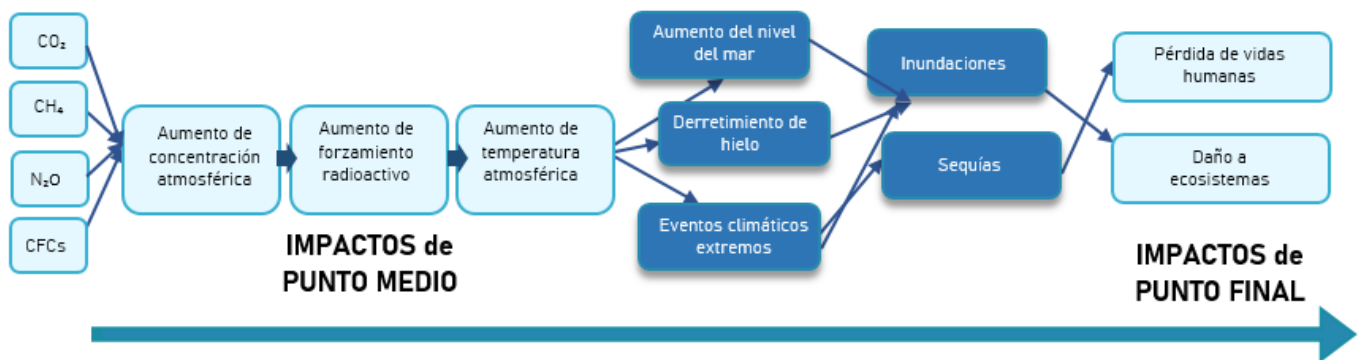 CO₂
CH₄
N₂O
CFCs
Aumento de
concentración
atmosférica
Aumento de
forzamiento
radioactivo
Aumento de
temperatura
atmosférica
IMPACTOS de
PUNTO MEDIO
Aumento del nivel
del mar
Derretimiento de
hielo
Eventos climáticos
extremos
Inundaciones
Sequías
Pérdida de vidas
humanas
Daño a
ecosistemas
IMPACTOS de
PUNTO FINAL